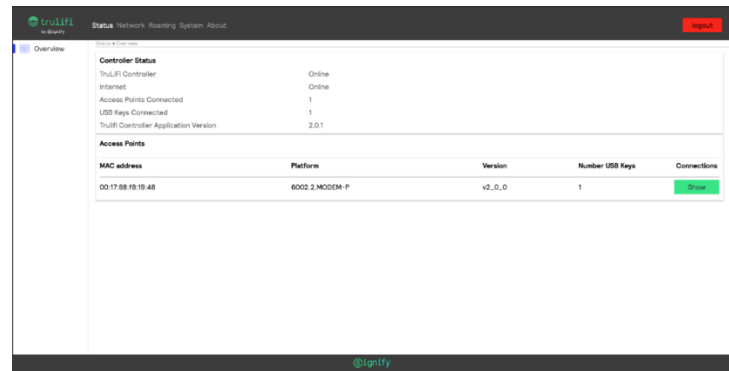 trulifi
by Signify
Status Network Roaming System About
logout
Overview
Status > Overview
Controller Status
TruLiFi Controller Online
Internet Online
Access Points Connected 1
USB Keys Connected 1
Trulifi Controller Application Version 2.0.1
Access Points
MAC address Platform Version Number USB Keys Connections
00:17:88:f8:19:48 6002.2.MODEM-P v2_0_0 1 Show
Signify